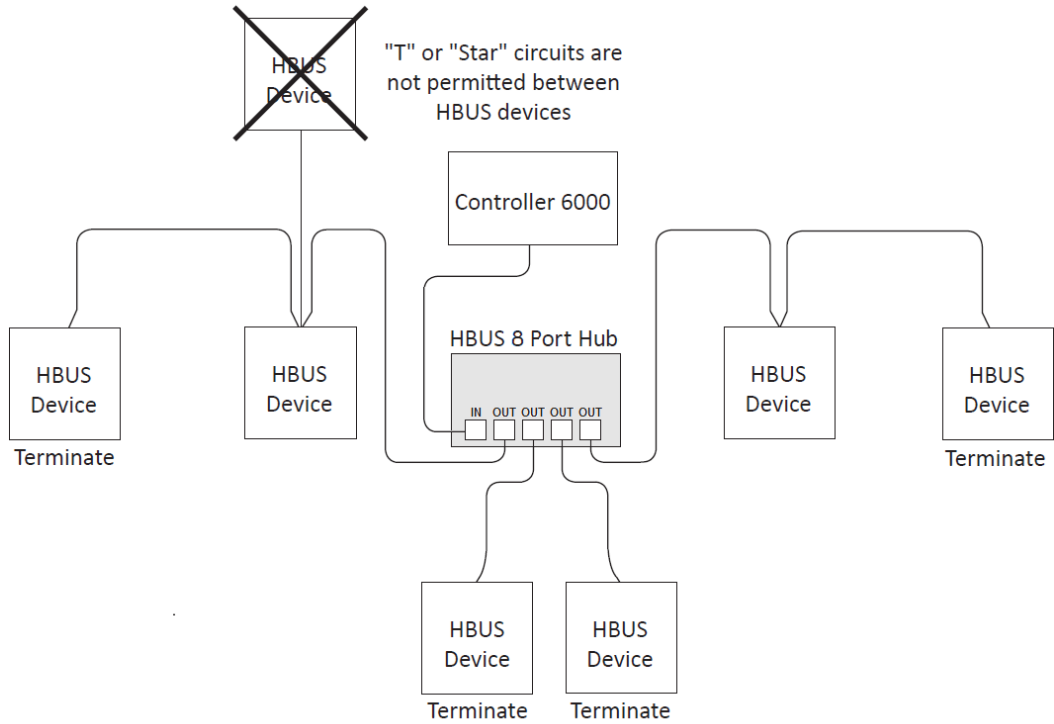 HBUS
Device
"T" or "Star" circuits are
not permitted between
HBUS devices
Controller 6000
HBUS 8 Port Hub
IN OUT OUT OUT OUT
HBUS
Device
Terminate
HBUS
Device
HBUS
Device
HBUS
Device
Terminate
HBUS
Device
Terminate
HBUS
Device
Terminate